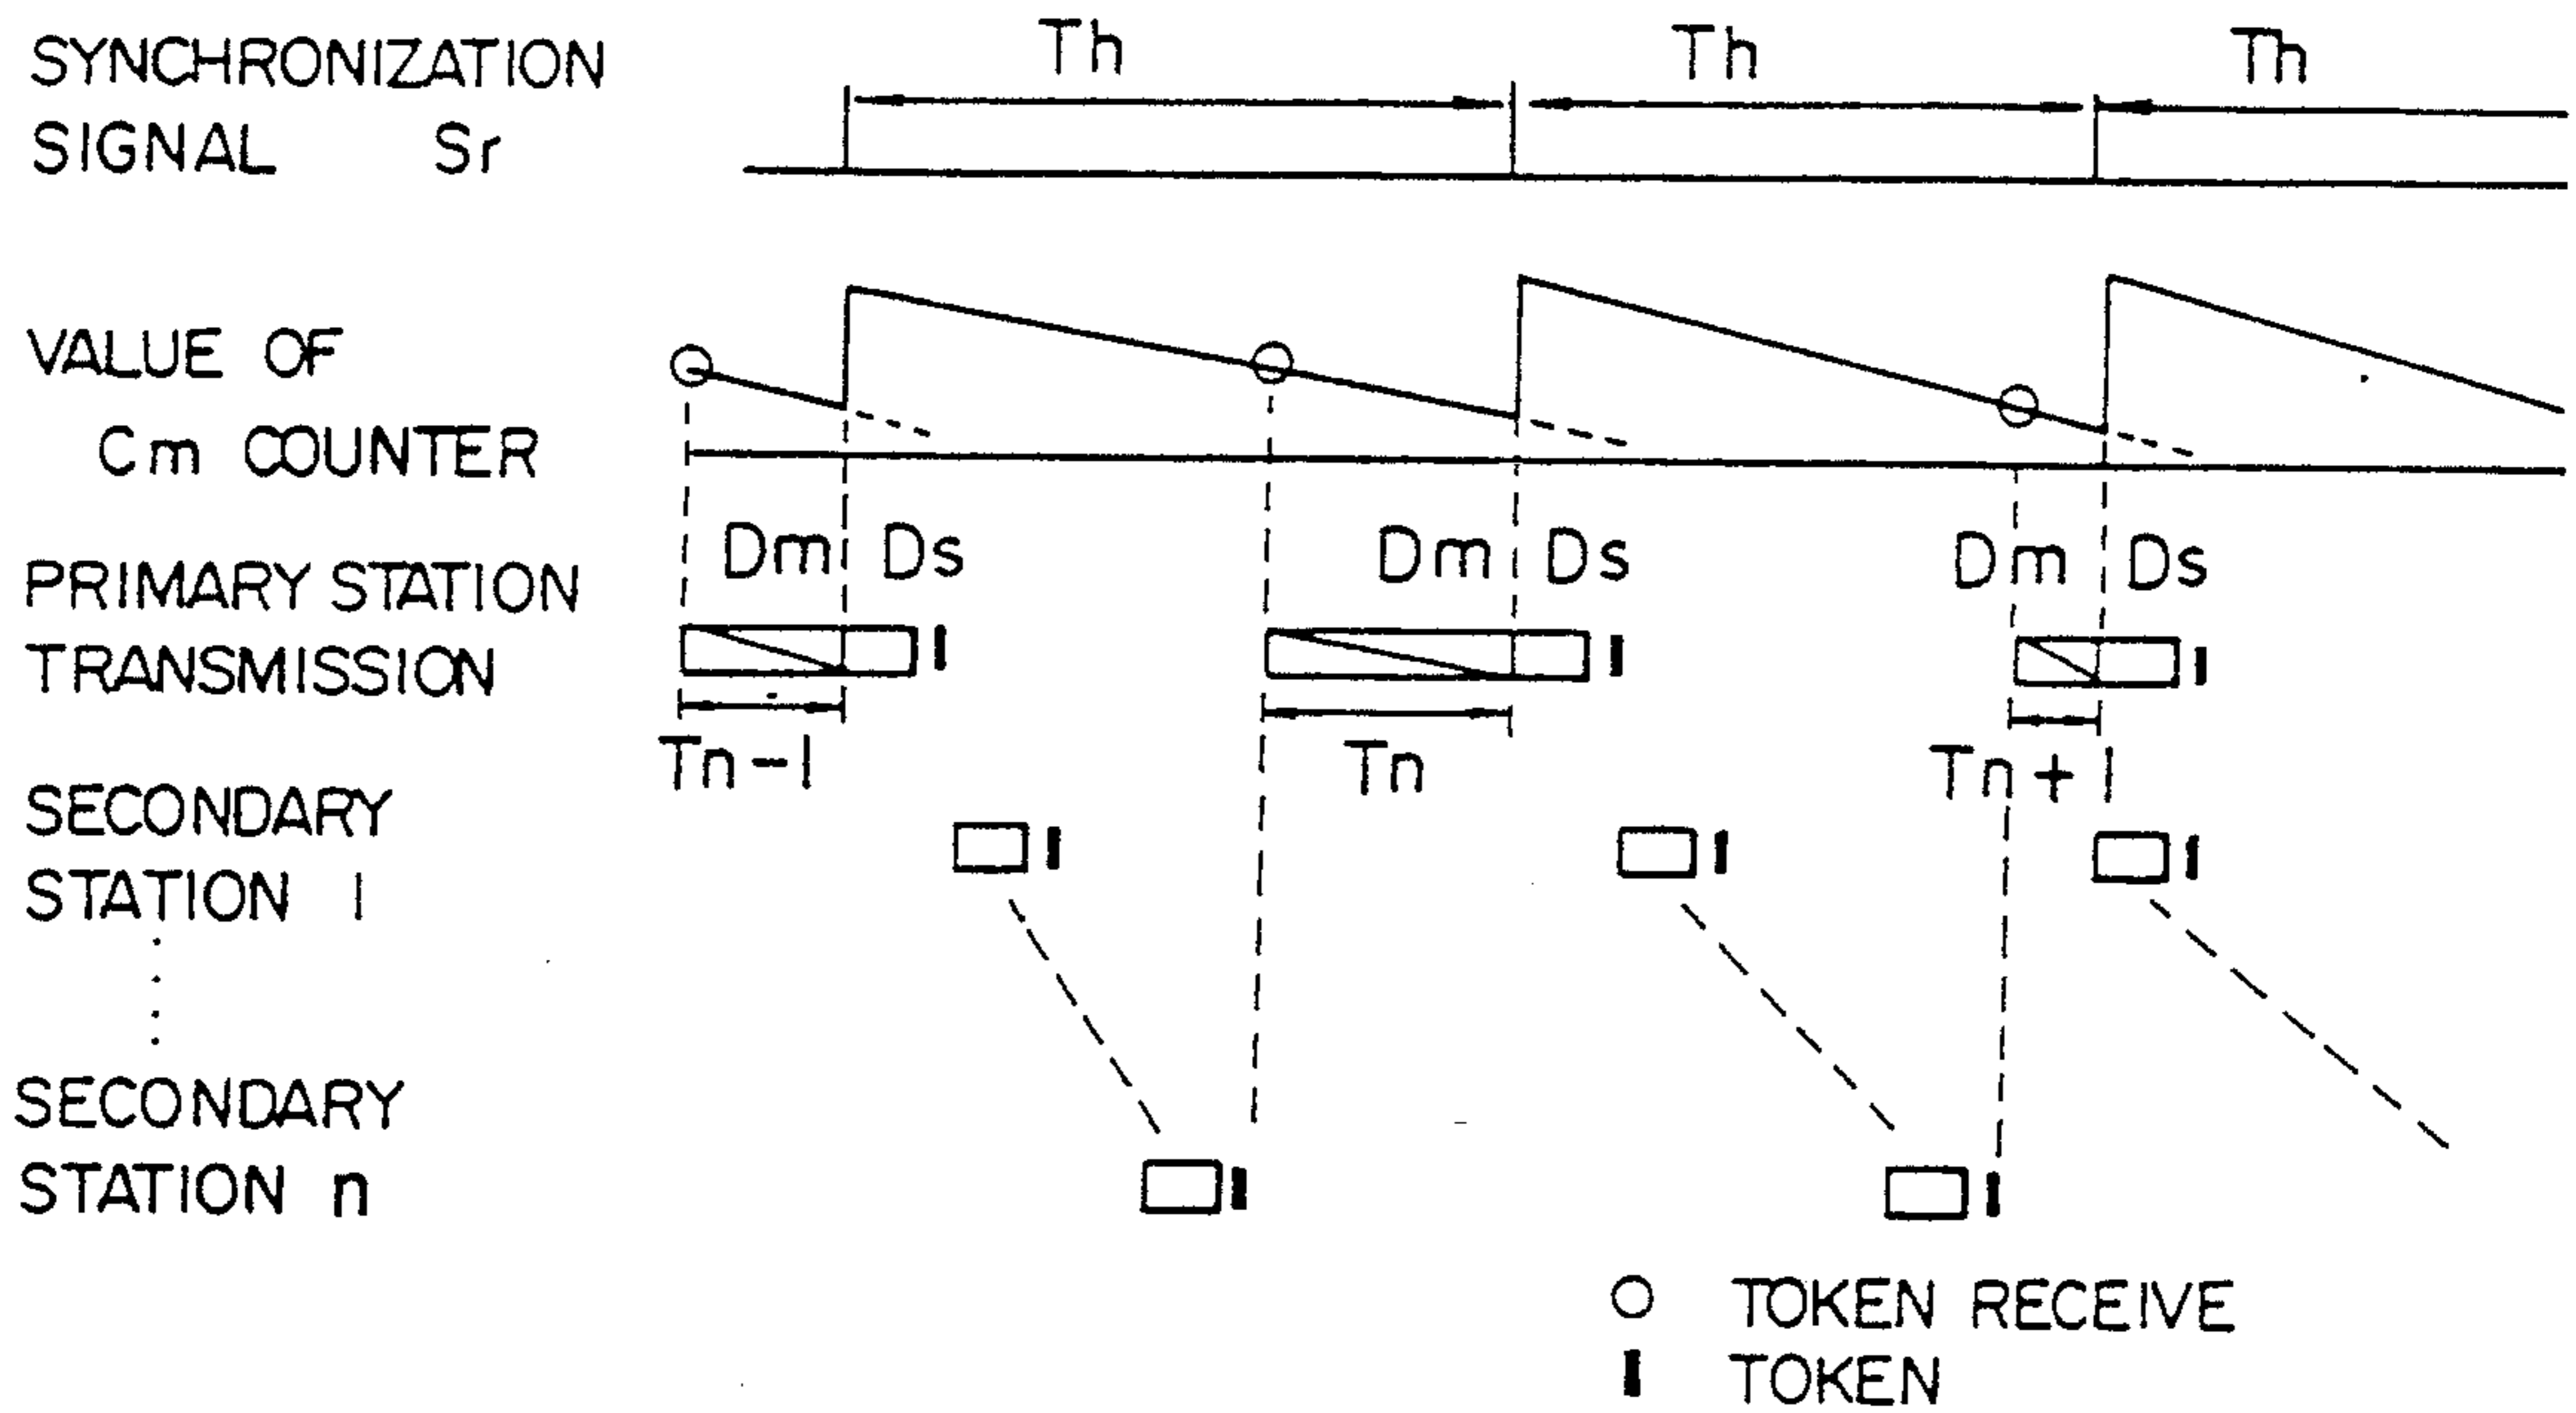 SYNCHRONIZATION
SIGNAL Sr
Th Th Th
VALUE OF
Cm COUNTER
PRIMARY STATION
TRANSMISSION
Dm Ds Dm Ds Dm Ds
Tn-1 Tn Tn+1
SECONDARY
STATION 1
SECONDARY
STATION n
TOKEN RECEIVE
TOKEN